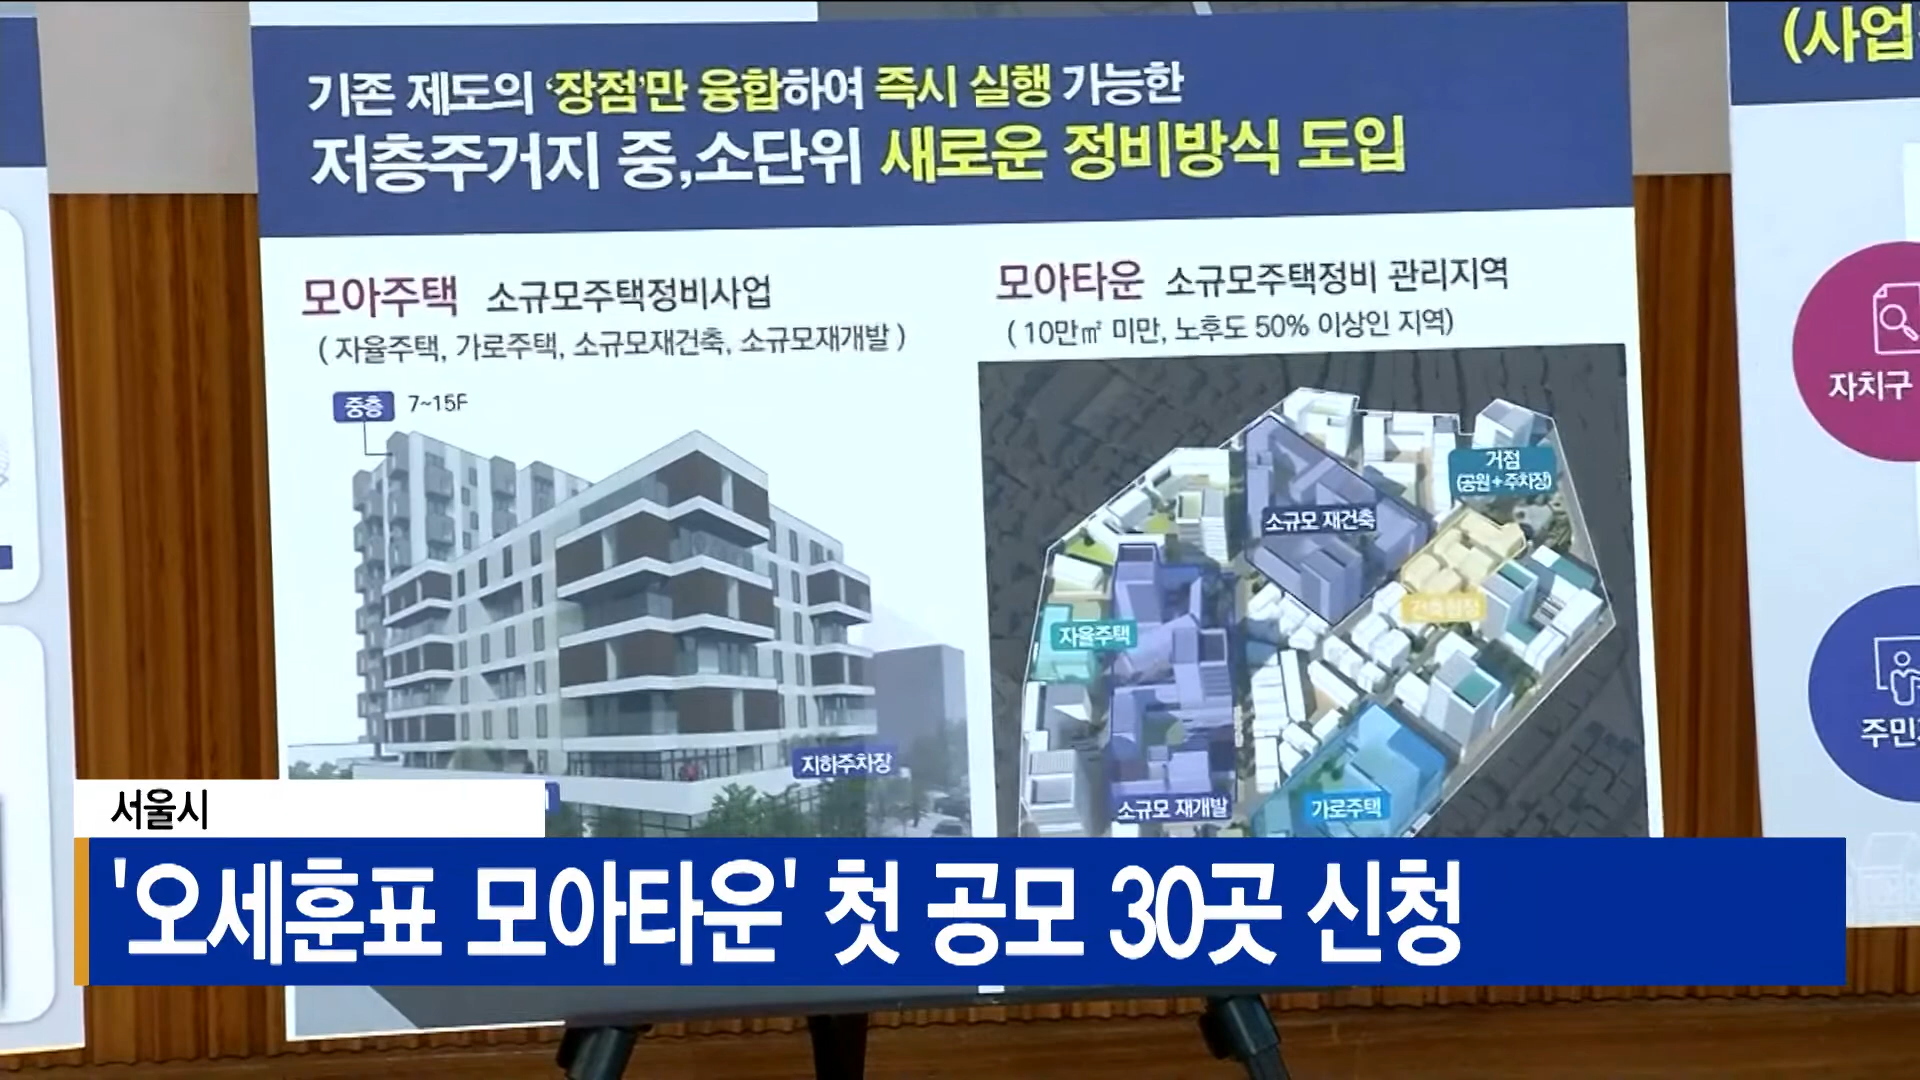 기존 제도의 '장점'만 융합하여 즉시 실행 가능한
저층주거지 중,소단위 새로운 정비방식 도입
(사업
모아주택 소규모주택정비사업
( 자율주택, 가로주택, 소규모재건축, 소규모재개발 )
중층 7~15F
지하주차장
모아타운 소규모주택정비 관리지역
( 10만㎡ 미만, 노후도 50% 이상인 지역)
거점
(공원+주차장)
소규모 재건축
건축협정
자율주택
소규모 재개발
가로주택
자치구
주민
서울시
'오세훈표 모아타운' 첫 공모 30곳 신청